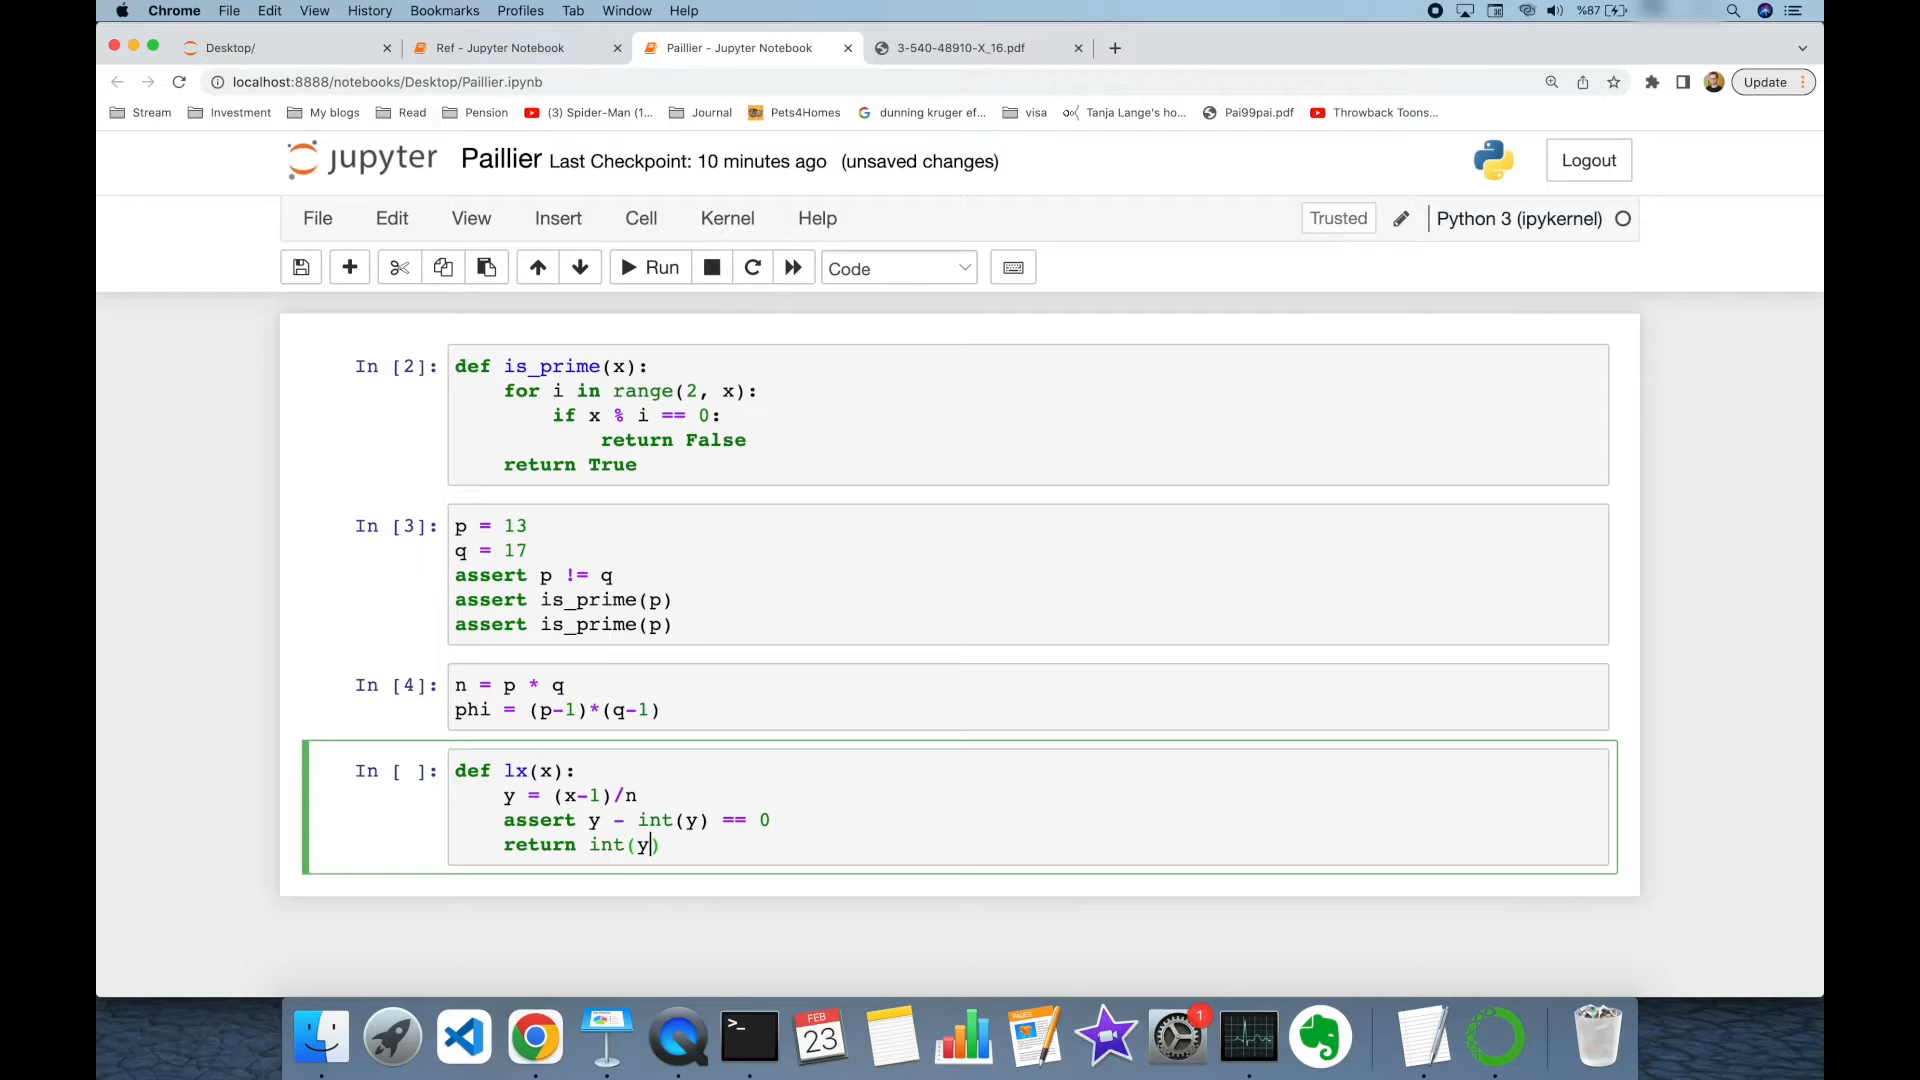 Chrome File Edit View History Bookmarks Profiles Tab Window Help %87
Desktop/ Ref - Jupyter Notebook Paillier - Jupyter Notebook 3-540-48910-X_16.pdf
localhost:8888/notebooks/Desktop/Paillier.ipynb Update
Stream Investment My blogs Read Pension (3) Spider-Man (1... Journal Pets4Homes dunning kruger ef... visa Tanja Lange's ho... Pai99pai.pdf Throwback Toons...
jupyter Paillier Last Checkpoint: 10 minutes ago (unsaved changes) Logout
File Edit View Insert Cell Kernel Help Trusted Python 3 (ipykernel)
Run Code
In [2]: def is_prime(x):
for i in range(2, x):
if x % i == 0:
return False
return True
In [3]: p = 13
q = 17
assert p != q
assert is_prime(p)
assert is_prime(p)
In [4]: n = p * q
phi = (p-1)*(q-1)
In [ ]: def lx(x):
y = (x-1)/n
assert y - int(y) == 0
return int(y)
FEB
23
PAGES
1